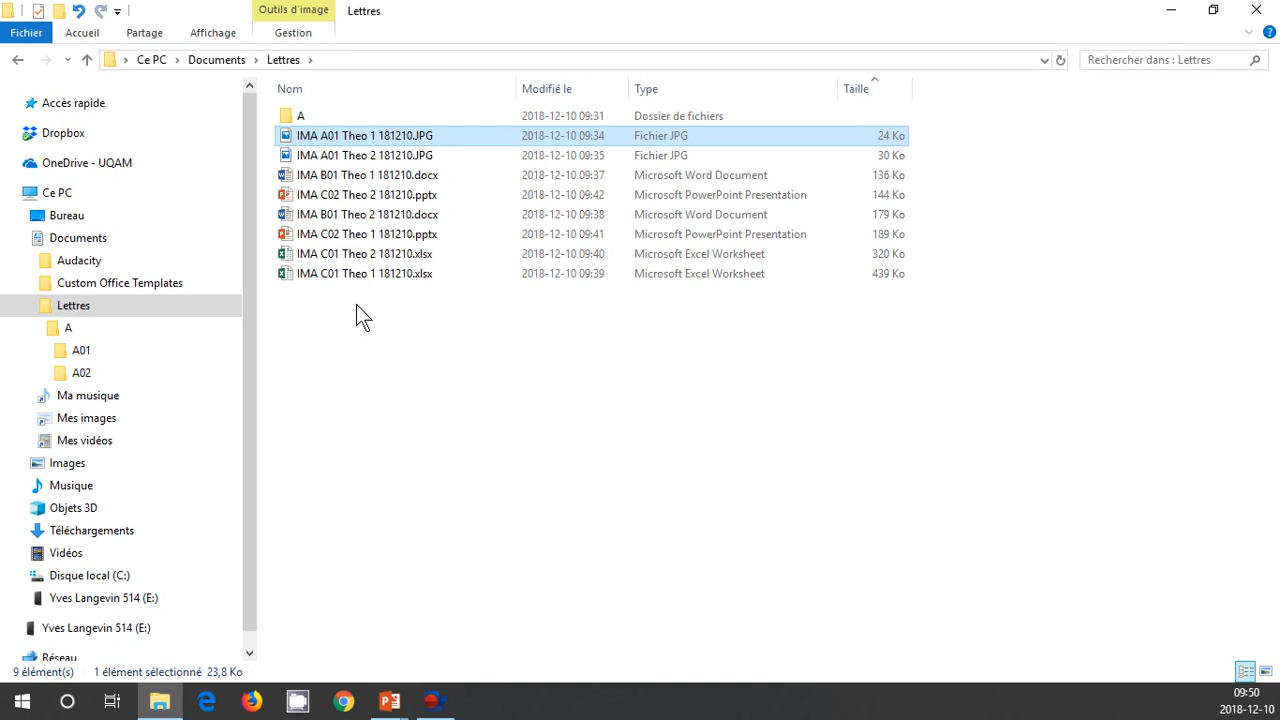 Outils d'image Lettres
Fichier Accueil Partage Affichage Gestion
Ce PC Documents Lettres Rechercher dans : Lettres
Nom Modifié le Type Taille
A 2018-12-10 09:31 Dossier de fichiers
IMA A01 Theo 1 181210.JPG 2018-12-10 09:34 Fichier JPG 24 Ko
IMA A01 Theo 2 181210.JPG 2018-12-10 09:35 Fichier JPG 30 Ko
IMA B01 Theo 1 181210.docx 2018-12-10 09:37 Microsoft Word Document 136 Ko
IMA C02 Theo 2 181210.pptx 2018-12-10 09:42 Microsoft PowerPoint Presentation 144 Ko
IMA B01 Theo 2 181210.docx 2018-12-10 09:38 Microsoft Word Document 179 Ko
IMA C02 Theo 1 181210.pptx 2018-12-10 09:41 Microsoft PowerPoint Presentation 189 Ko
IMA C01 Theo 2 181210.xlsx 2018-12-10 09:40 Microsoft Excel Worksheet 320 Ko
IMA C01 Theo 1 181210.xlsx 2018-12-10 09:39 Microsoft Excel Worksheet 439 Ko
Accès rapide
Dropbox
OneDrive - UQAM
Ce PC
Bureau
Documents
Audacity
Custom Office Templates
Lettres
A
A01
A02
Ma musique
Mes images
Mes vidéos
Images
Musique
Objets 3D
Téléchargements
Vidéos
Disque local (C:)
Yves Langevin 514 (E:)
Yves Langevin 514 (E:)
Réseau
9 élément(s) 1 élément sélectionné 23,8 Ko
09:50
2018-12-10